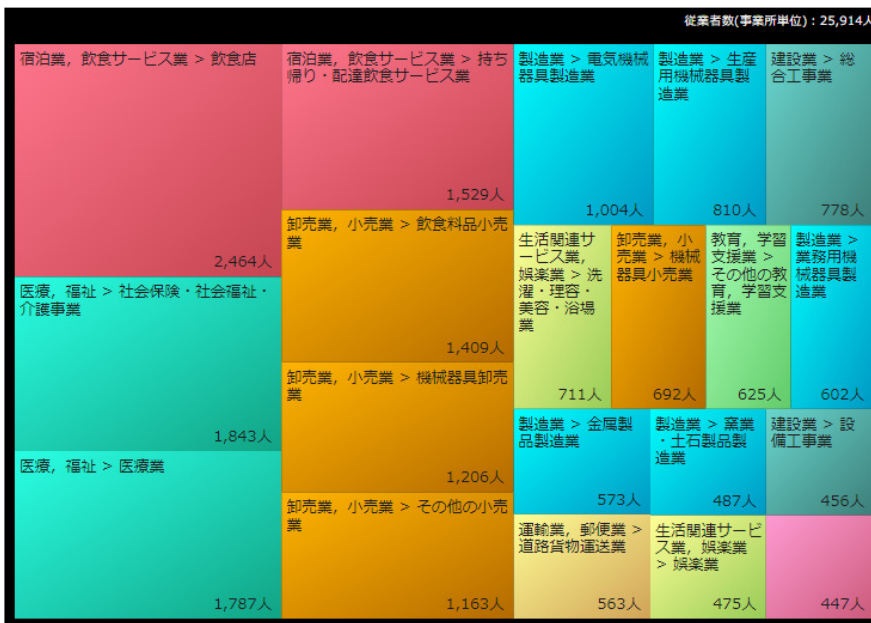 従業者数(事業所単位)：25,914人
宿泊業，飲食サービス業 > 飲食店
2,464人
医療，福祉 > 社会保険・社会福祉・
介護事業
1,843人
医療，福祉 > 医療業
1,787人
宿泊業，飲食サービス業 > 持ち
帰り・配達飲食サービス業
1,529人
卸売業，小売業 > 飲食料品小売
業
1,409人
卸売業，小売業 > 機械器具卸売
業
1,206人
卸売業，小売業 > その他の小売
業
1,163人
製造業 > 電気機械
器具製造業
1,004人
製造業 > 生産
用機械器具製
造業
810人
建設業 > 総
合工事業
778人
生活関連サ
ービス業，
娯楽業 > 洗
濯・理容・
美容・浴場
業
711人
卸売業，小
売業 > 機械
器具小売業
692人
教育，学習
支援業 >
その他の教
育，学習支
援業
625人
製造業 >
業務用機
械器具製
造業
602人
製造業 > 金属製
品製造業
573人
製造業 > 窯業
・土石製品製
造業
487人
建設業 > 設
備工事業
456人
運輸業，郵便業 >
道路貨物運送業
563人
生活関連サービ
ス業，娯楽業
> 娯楽業
475人
447人